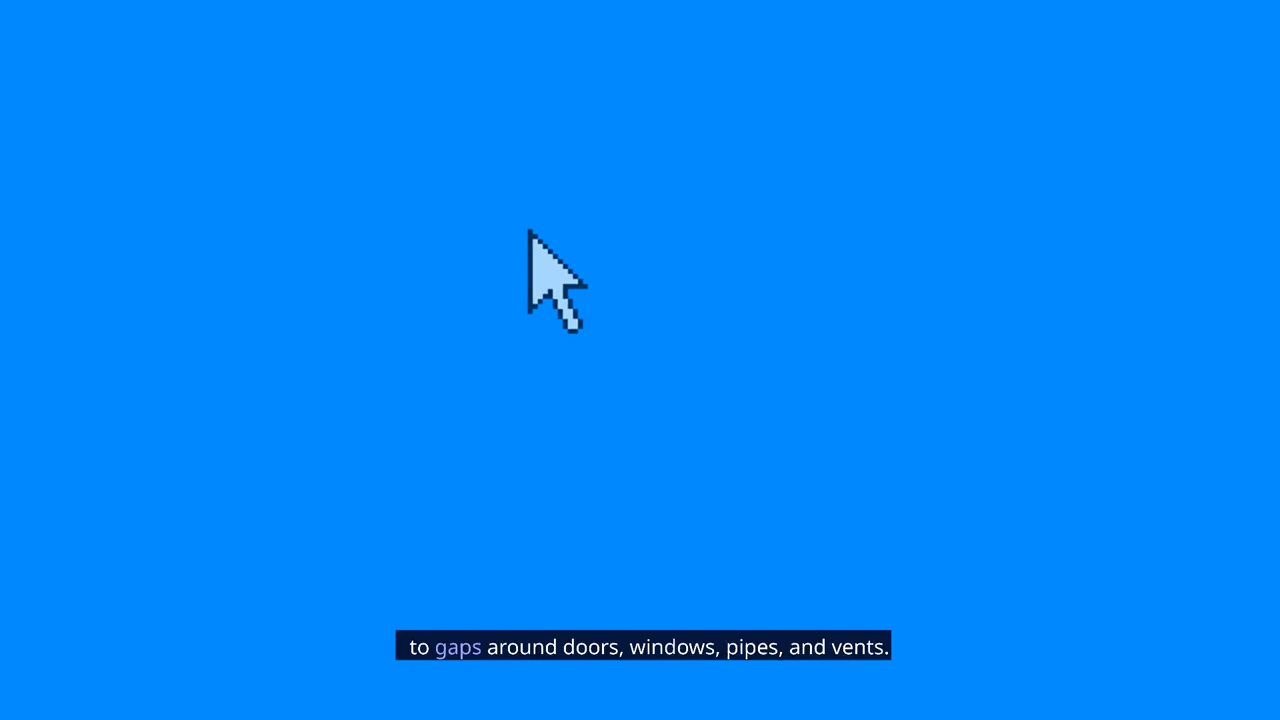 to gaps around doors, windows, pipes, and vents.